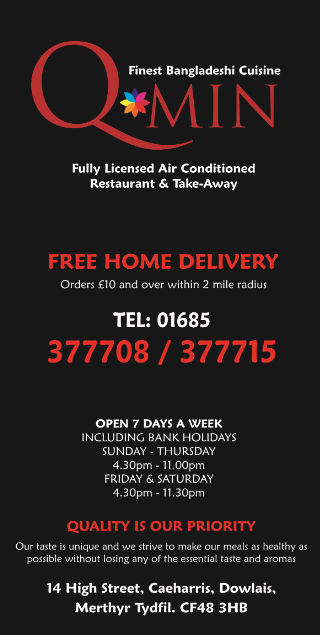 Finest Bangladeshi Cuisine
Q MIN
Fully Licensed Air Conditioned
Restaurant & Take-Away
FREE HOME DELIVERY
Orders £10 and over within 2 mile radius
TEL: 01685
377708 / 377715
OPEN 7 DAYS A WEEK
INCLUDING BANK HOLIDAYS
SUNDAY - THURSDAY
4.30pm - 11.00pm
FRIDAY & SATURDAY
4.30pm - 11.30pm
QUALITY IS OUR PRIORITY
Our taste is unique and we strive to make our meals as healthy as
possible without losing any of the essential taste and aromas
14 High Street, Caeharris, Dowlais,
Merthyr Tydfil. CF48 3HB